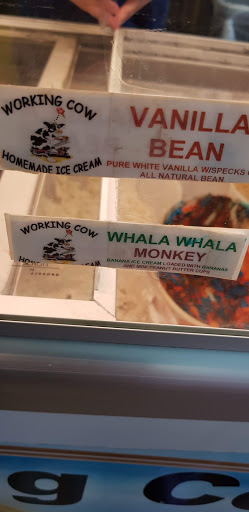 WORKING COW
HOMEMADE ICE CREAM
VANILLA
BEAN
PURE WHITE VANILLA W/SPECKS
ALL NATURAL BEAN
WORKING COW
WHALA WHALA
MONKEY
BANANA ICE CREAM LOADED WITH BANANAS
AND MINI PEANUT BUTTER CUPS
g C